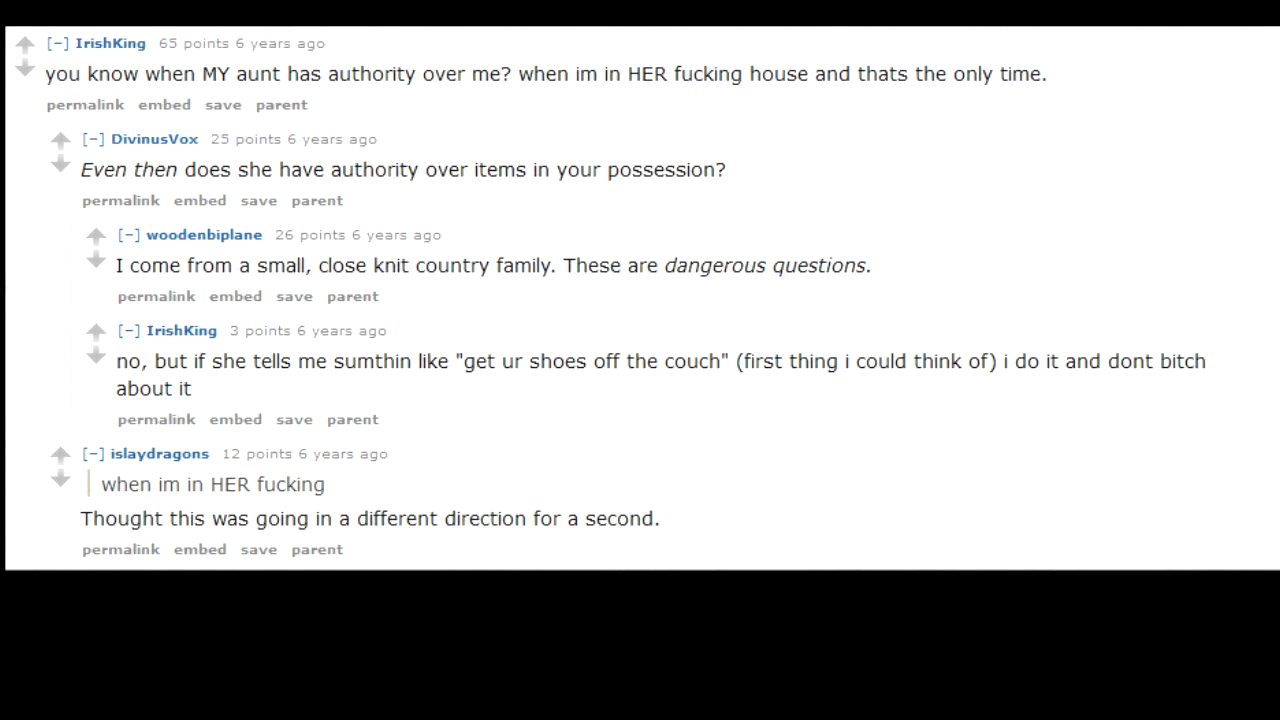 [−] IrishKing 65 points 6 years ago
you know when MY aunt has authority over me? when im in HER fucking house and thats the only time.
permalink embed save parent
[−] DivinusVox 25 points 6 years ago
Even then does she have authority over items in your possession?
permalink embed save parent
[−] woodenbiplane 26 points 6 years ago
I come from a small, close knit country family. These are dangerous questions.
permalink embed save parent
[−] IrishKing 3 points 6 years ago
no, but if she tells me sumthin like "get ur shoes off the couch" (first thing i could think of) i do it and dont bitch
about it
permalink embed save parent
[−] islaydragons 12 points 6 years ago
when im in HER fucking
Thought this was going in a different direction for a second.
permalink embed save parent